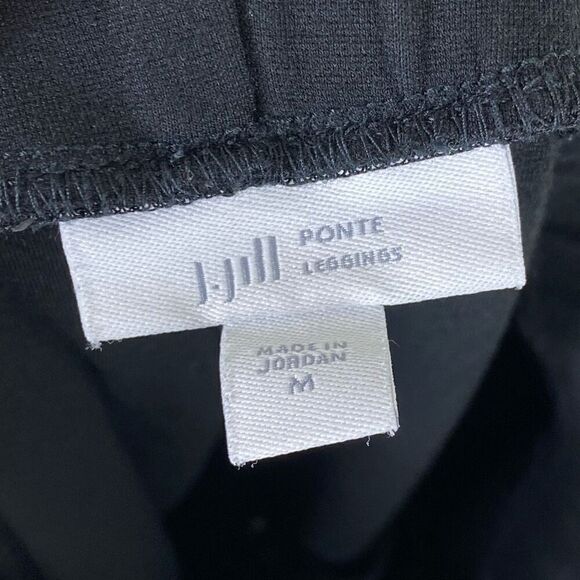 J.Jill PONTE
LEGGINGS
MADE IN
JORDAN
M